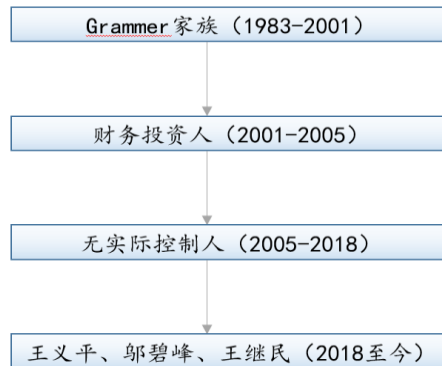 Grammer家族（1983-2001）
财务投资人（2001-2005）
无实际控制人（2005-2018）
王义平、邬碧峰、王继民（2018至今）